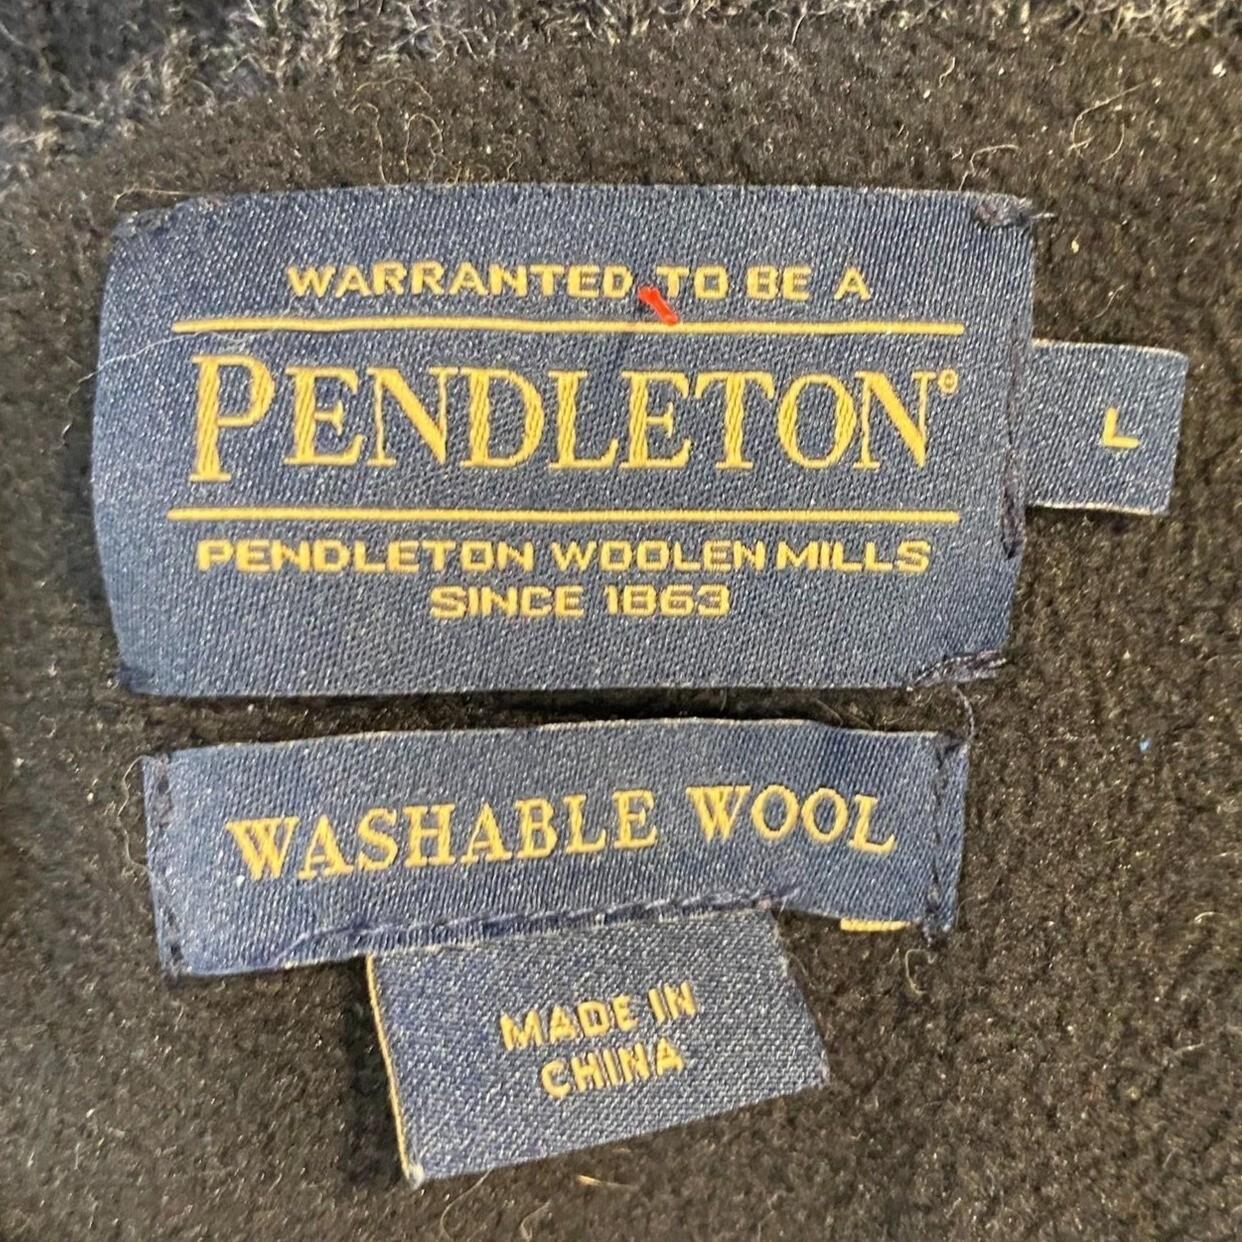 WARRANTED TO BE A
PENDLETON®
L
PENDLETON WOOLEN MILLS
SINCE 1863
WASHABLE WOOL
MADE IN
CHINA